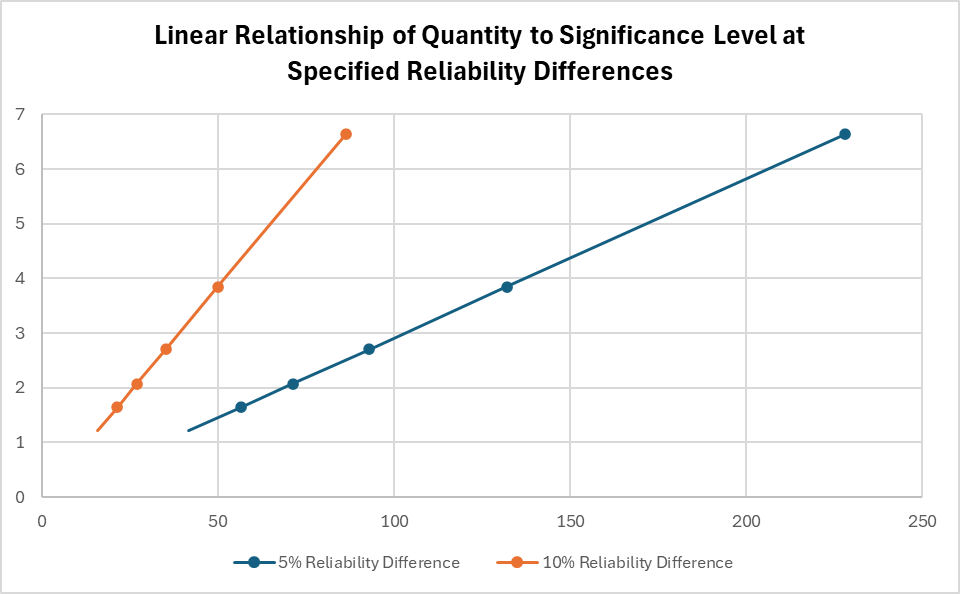 Linear Relationship of Quantity to Significance Level at
Specified Reliability Differences
7
6
5
4
3
2
1
0
0 50 100 150 200 250
5% Reliability Difference 10% Reliability Difference